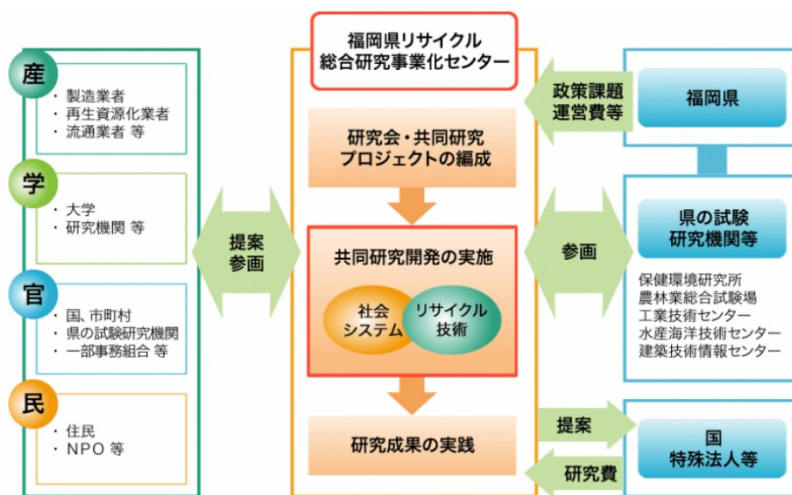 産
・ 製造業者
・ 再生資源化業者
・ 流通業者 等
学
・ 大学
・ 研究機関 等
官
・ 国、市町村
・ 県の試験研究機関
・ 一部事務組合 等
民
・ 住民
・ NPO 等
提案
参画
福岡県リサイクル
総合研究事業化センター
研究会・共同研究
プロジェクトの編成
共同研究開発の実施
社会
システム
リサイクル
技術
研究成果の実践
政策課題
運営費等
参画
提案
研究費
福岡県
県の試験
研究機関等
保健環境研究所
農林業総合試験場
工業技術センター
水産海洋技術センター
建築技術情報センター
国
特殊法人等